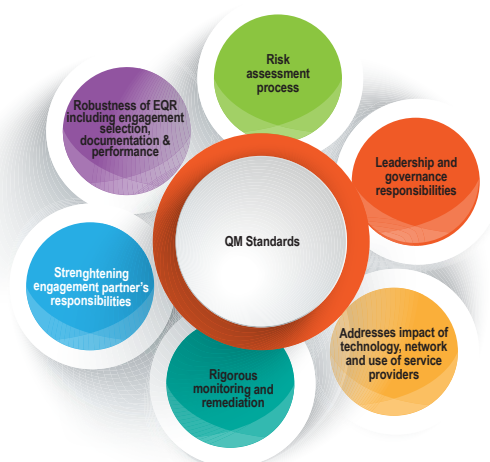 Risk
assessment
process
Robustness of EQR
including engagement
selection,
documentation &
performance
Leadership and
governance
responsibilities
QM Standards
Strenghtening
engagement partner's
responsibilities
Addresses impact of
technology, network
and use of service
providers
Rigorous
monitoring and
remediation